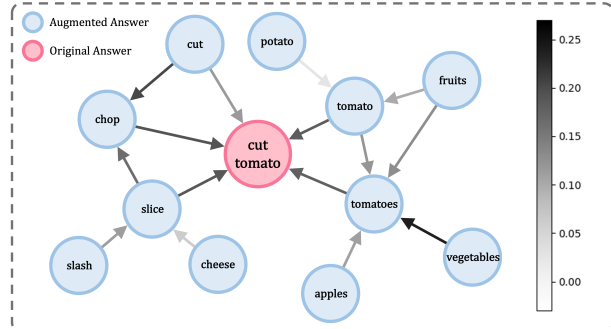 Augmented Answer
Original Answer
cut
potato
fruits
chop
tomato
cut
tomato
slice
tomatoes
slash
cheese
apples
vegetables
0.25
0.20
0.15
0.10
0.05
0.00